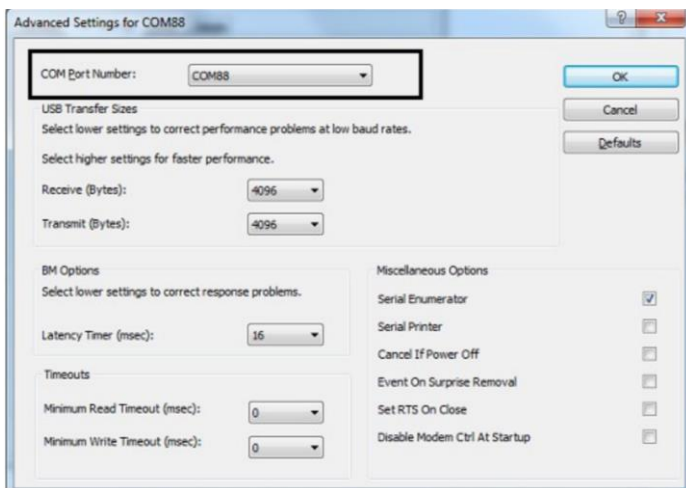 Advanced Settings for COM88
COM Port Number: COM88
OK
Cancel
Defaults
USB Transfer Sizes
Select lower settings to correct performance problems at low baud rates.
Select higher settings for faster performance.
Receive (Bytes): 4096
Transmit (Bytes): 4096
BM Options
Select lower settings to correct response problems.
Latency Timer (msec): 16
Timeouts
Minimum Read Timeout (msec): 0
Minimum Write Timeout (msec): 0
Miscellaneous Options
Serial Enumerator
Serial Printer
Cancel If Power Off
Event On Surprise Removal
Set RTS On Close
Disable Modem Ctrl At Startup